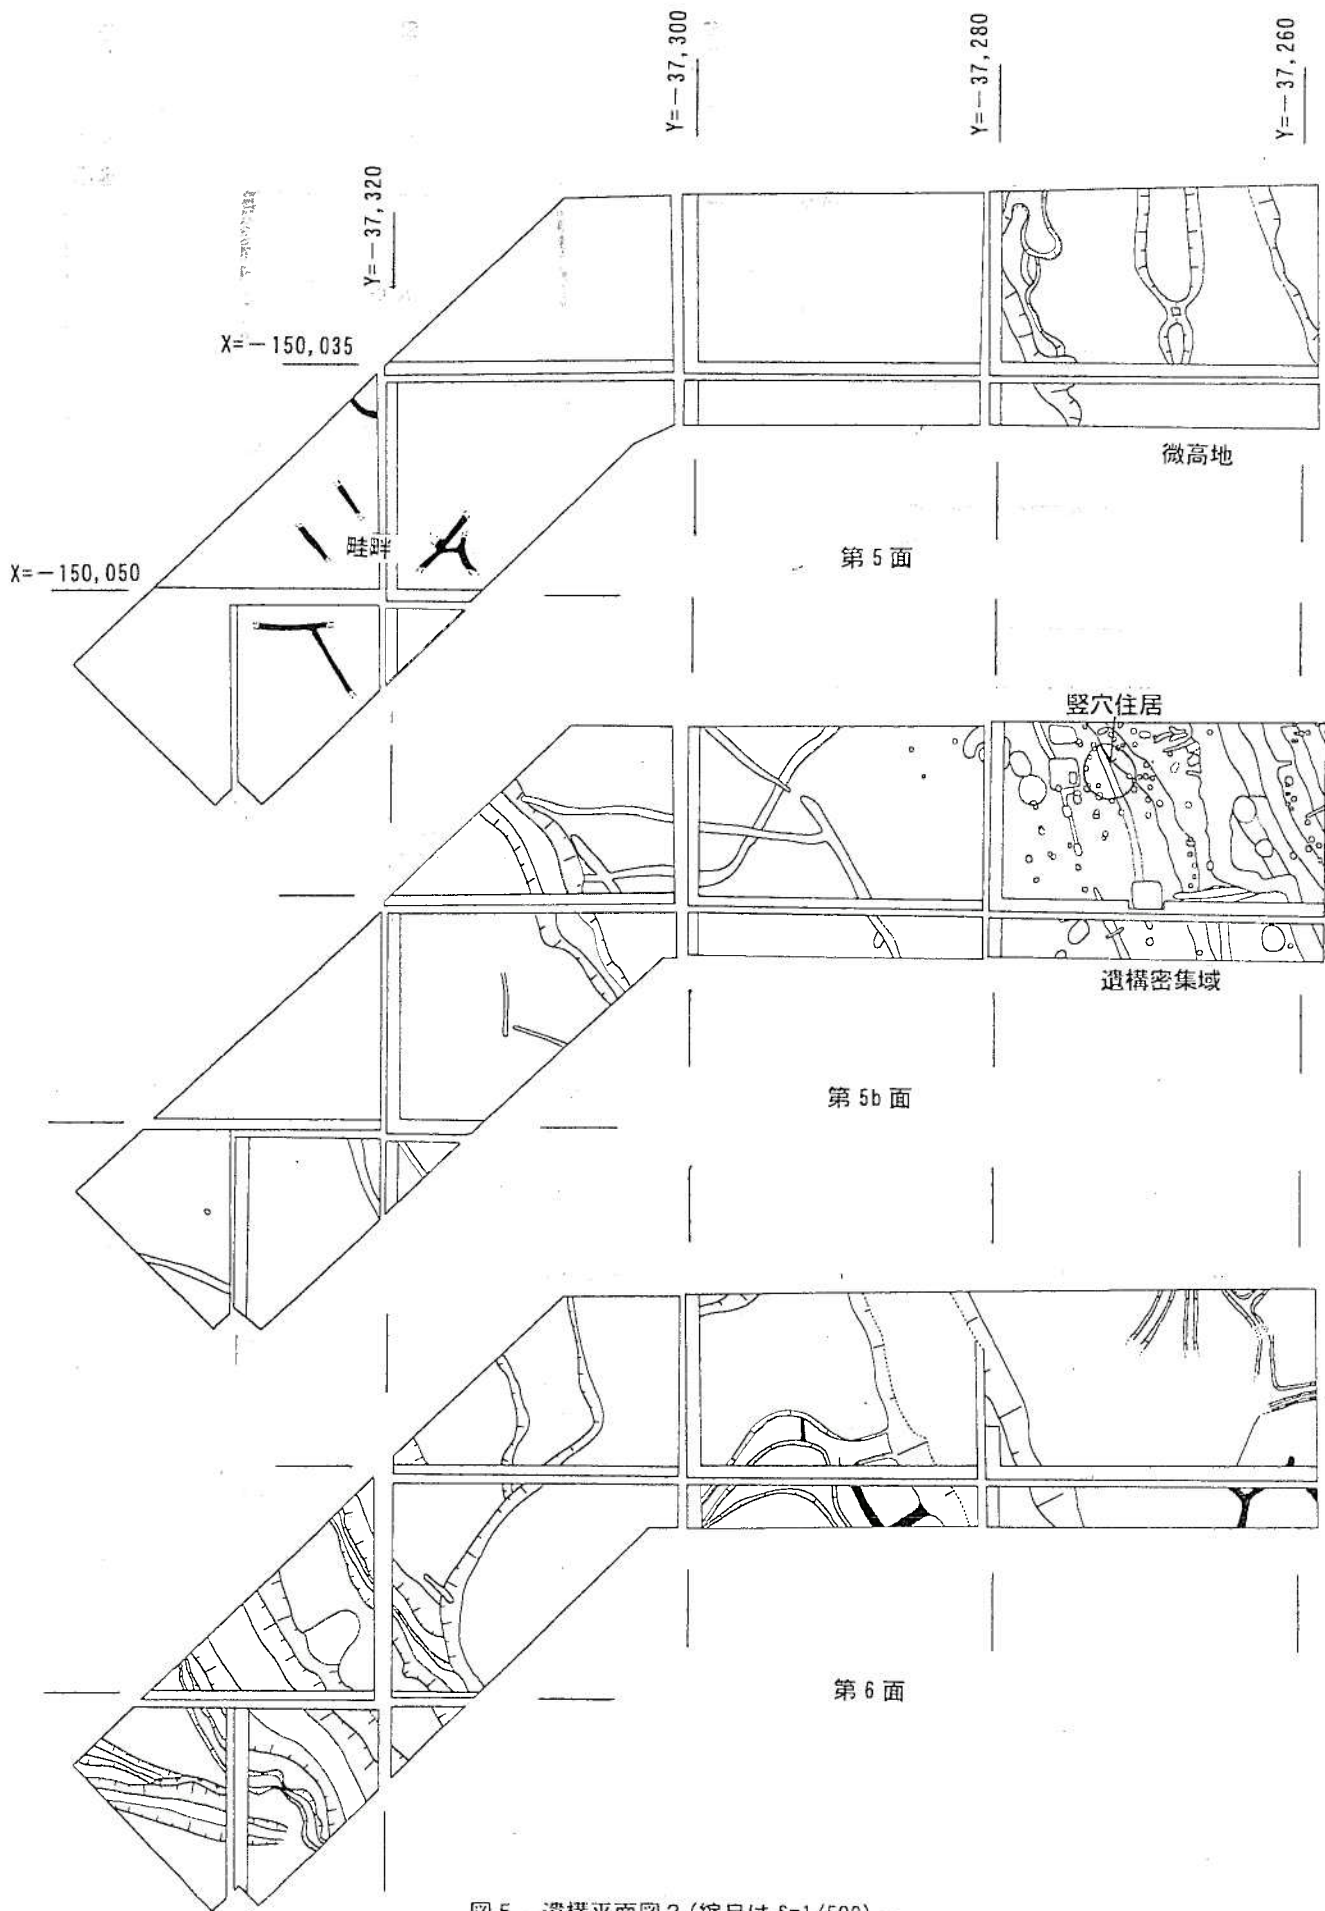 Y=−37,300
Y=−37,280
Y=−37,260
Y=−37,320
X=−150,035
微高地
畦畔
第5面
X=−150,050
竪穴住居
遺構密集域
第5b面
第6面
図5 遺構平面図2(縮尺は S=1/500)